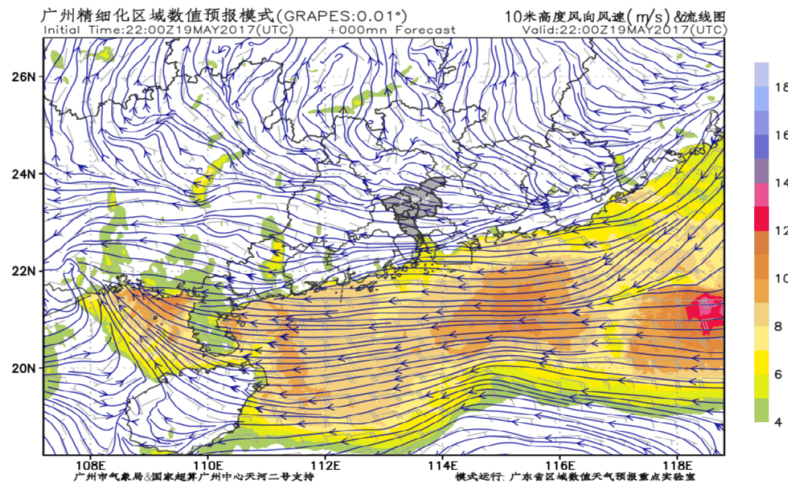 广州精细化区域数值预报模式(GRAPES:0.01°) 10米高度风向风速(m/s)&流线图
Initial Time:22:00Z19MAY2017(UTC) +000mn Forecast Valid:22:00Z19MAY2017(UTC)
26N
24N
22N
20N
108E 110E 112E 114E 116E 118E
18
16
14
12
10
8
6
4
广州市气象局&国家超算广州中心天河二号支持 模式运行: 广东省区域数值天气预报重点实验室